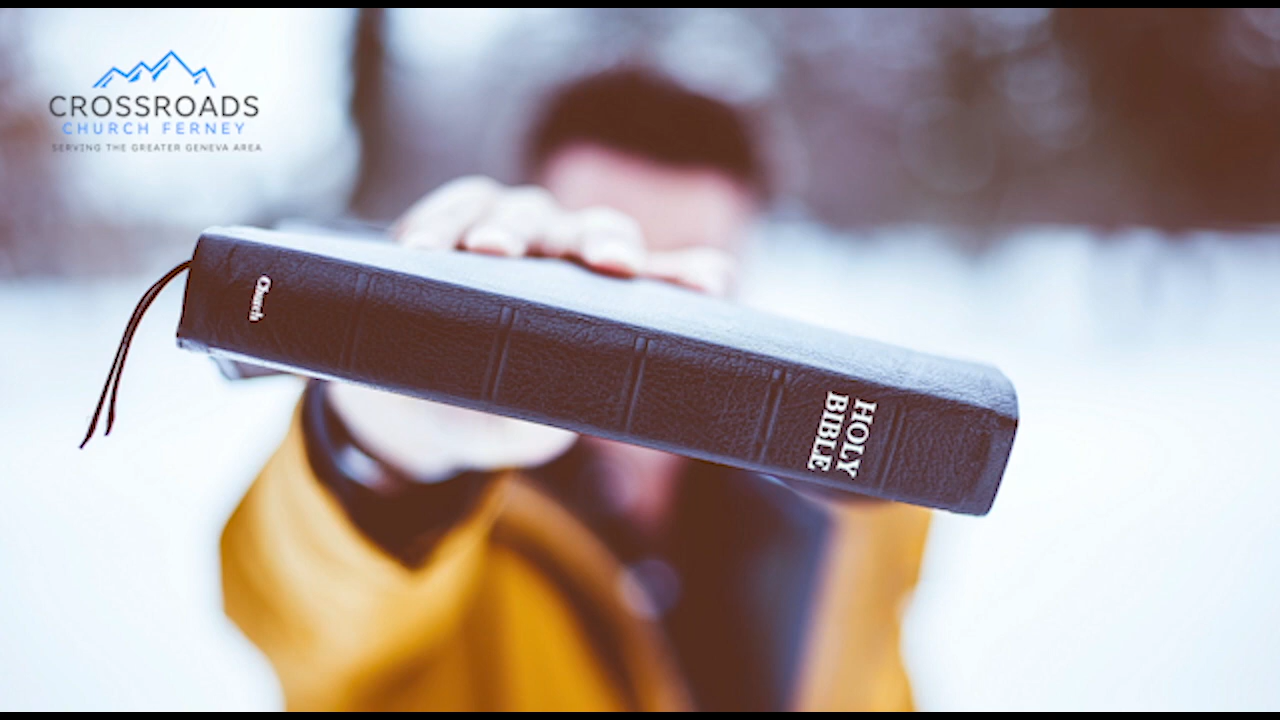 CROSSROADS
CHURCH FERNEY
SERVING THE GREATER GENEVA AREA
Church
HOLY
BIBLE